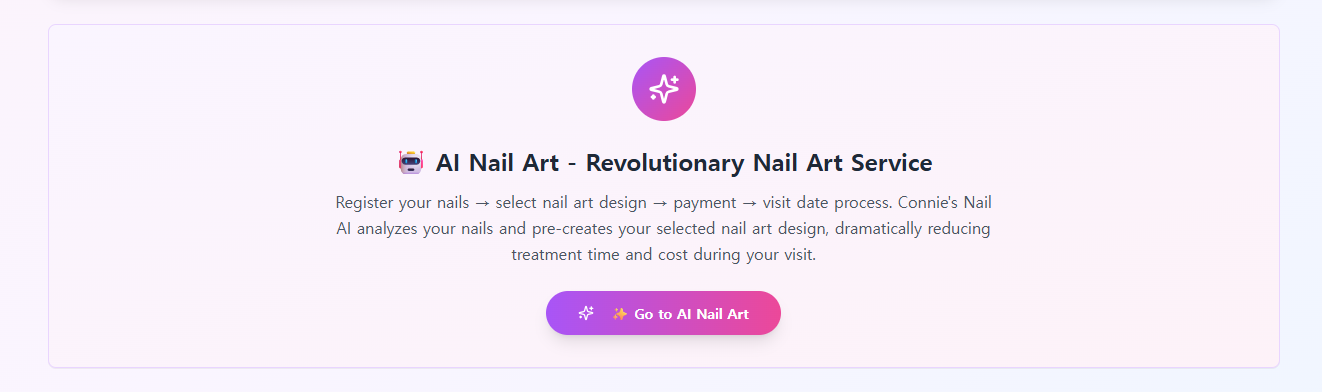 🤖 AI Nail Art - Revolutionary Nail Art Service
Register your nails → select nail art design → payment → visit date process. Connie's Nail
AI analyzes your nails and pre-creates your selected nail art design, dramatically reducing
treatment time and cost during your visit.
✨ Go to AI Nail Art